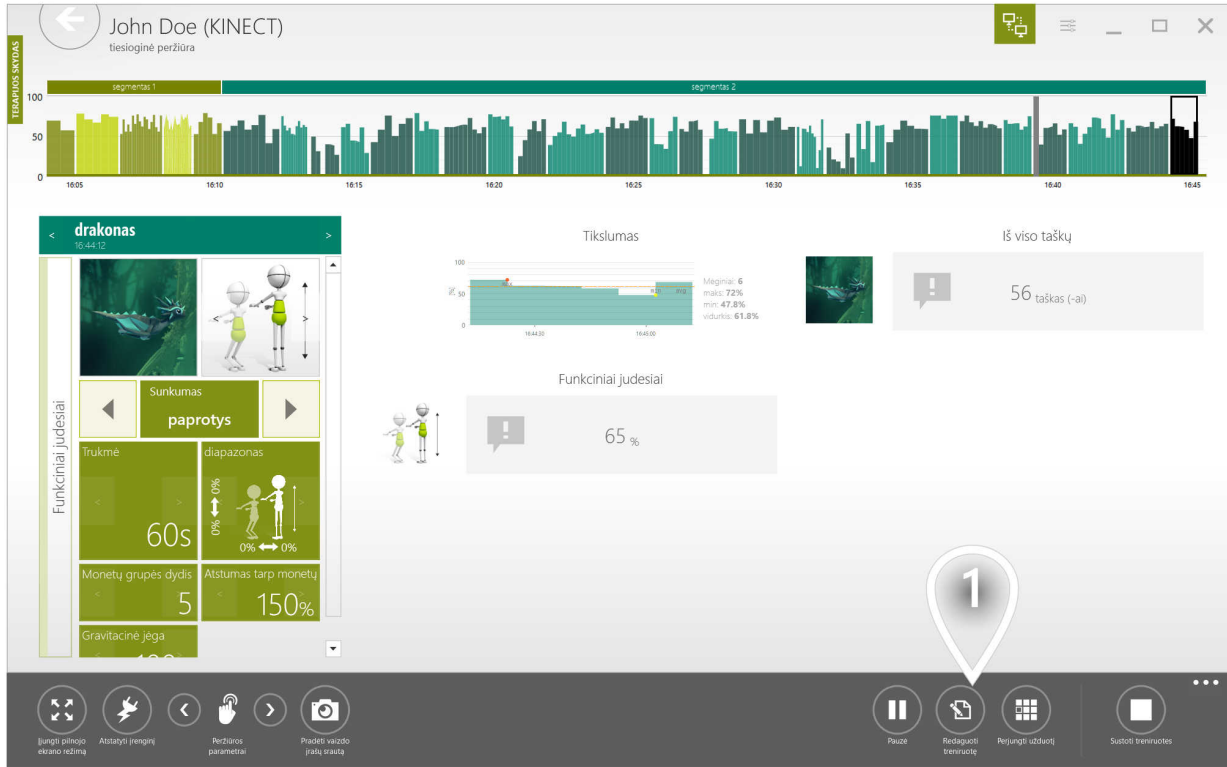 John Doe (KINECT)
tiesioginė peržiūra
TERAPIJOS SKYDAS
segmentas 1
segmentas 2
100
50
0
16:05
16:10
16:15
16:20
16:25
16:30
16:35
16:40
16:45
< drakonas >
16:44:12
Funkciniai judesiai
Sunkumas
paprotys
Trukmė
60s
diapazonas
0% 0%
0% 0%
Monetų grupės dydis
5
Atstumas tarp monetų
150%
Gravitacinė jėga
Tikslumas
100
%
50
0
16:44:30
16:45:00
Mėginiai: 6
maks: 72%
min: 47.8%
vidurkis: 61.8%
Iš viso taškų
56 taškas (-ai)
Funkciniai judesiai
65 %
1
Įjungti pilnojo
ekrano režimą
Atstatyti įrenginį
Peržiūros
parametrai
Pradėti vaizdo
įrašų srautą
Pauzė
Redaguoti
treniruotę
Perjungti užduotį
Sustoti treniruotes